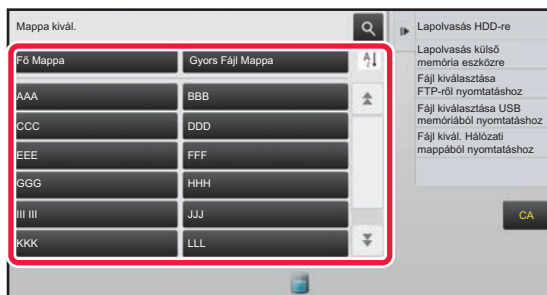 Mappa kivál.
Fő Mappa
Gyors Fájl Mappa
AAA
BBB
CCC
DDD
EEE
FFF
GGG
HHH
III III
JJJ
KKK
LLL
Lapolvasás HDD-re
Lapolvasás külső
memória eszközre
Fájl kiválasztása
FTP-ről nyomtatáshoz
Fájl kiválasztása USB
memóriából nyomtatáshoz
Fájl kivál. Hálózati
mappából nyomtatáshoz
CA